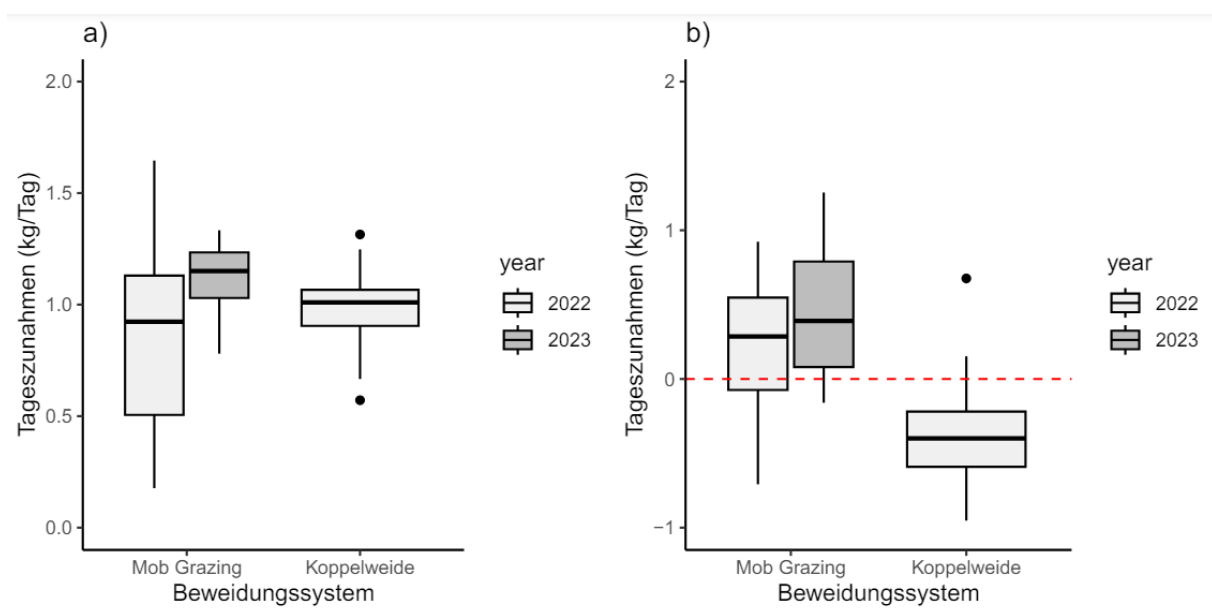 a)
Tageszunahmen (kg/Tag)
2.0
1.5
1.0
0.5
0.0
Mob Grazing
Koppelweide
Beweidungssystem
year
2022
2023
b)
Tageszunahmen (kg/Tag)
2
1
0
−1
Mob Grazing
Koppelweide
Beweidungssystem
year
2022
2023